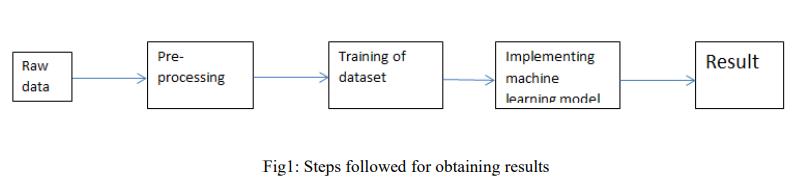 Raw
data
Pre-
processing
Training of
dataset
Implementing
machine
learning model
Result
Fig1: Steps followed for obtaining results